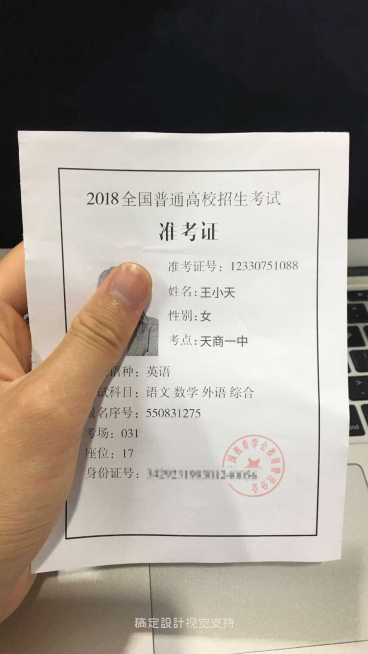 2018全国普通高校招生考试
准考证
准考证号：12330751088
姓名：王小天
性别：女
考点：天商一中
语种：英语
试科目：语文 数学 外语 综合
名序号：550831275
考场：031
座位：17
身份证号：
稿定設計视觉支持